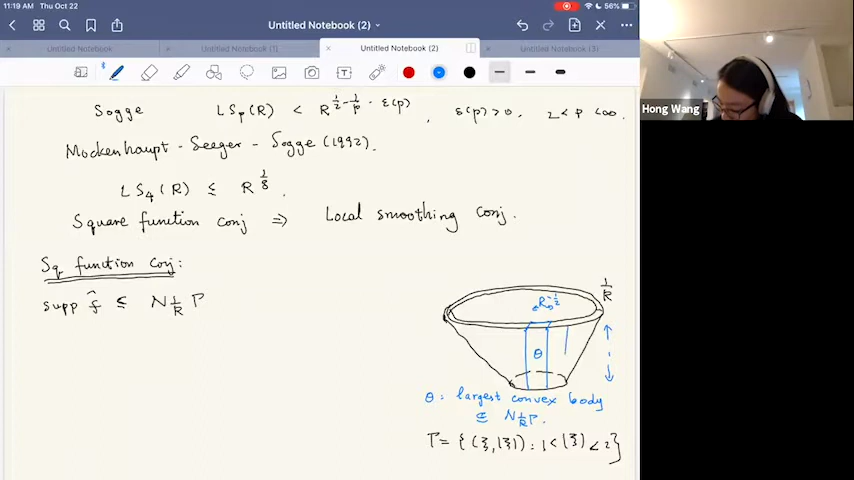 11:19 AM Thu Oct 22
56%
Untitled Notebook (2)
Untitled Notebook
Untitled Notebook (1)
Untitled Notebook (2)
Untitled Notebook (3)
Hong Wang
Sogge LS_p(R) < R^{1/2 - 1/p - ε(p)}, ε(p)>0, 2<p<∞.
Mockenhaupt - Seeger - Sogge (1992).
LS_4(R) ≤ R^{1/8}.
Square function conj ⇒ Local smoothing conj.
Sq function conj:
supp f̂ ⊆ N_{1/R} Γ
1/R
R^{-1/2}
θ
θ: largest convex body
⊆ N_{1/R} Γ.
Γ = {(ξ, |ξ|) : 1<|ξ|<2}